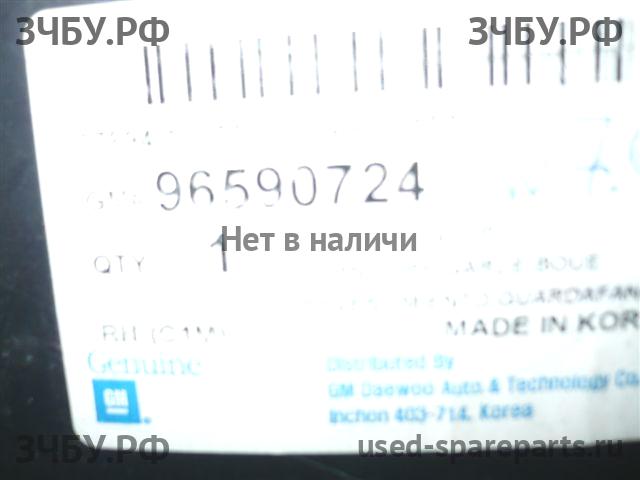 ЗЧБУ.РФ ЗЧБУ.РФ
96590724
Нет в наличи
QTY 1
MADE IN KOR
Genuine
Distributed By
GM Daewoo Auto & Technology Co.
GM
Inchon 403-714, Korea
ЗЧБУ.РФ used-spareparts.ru